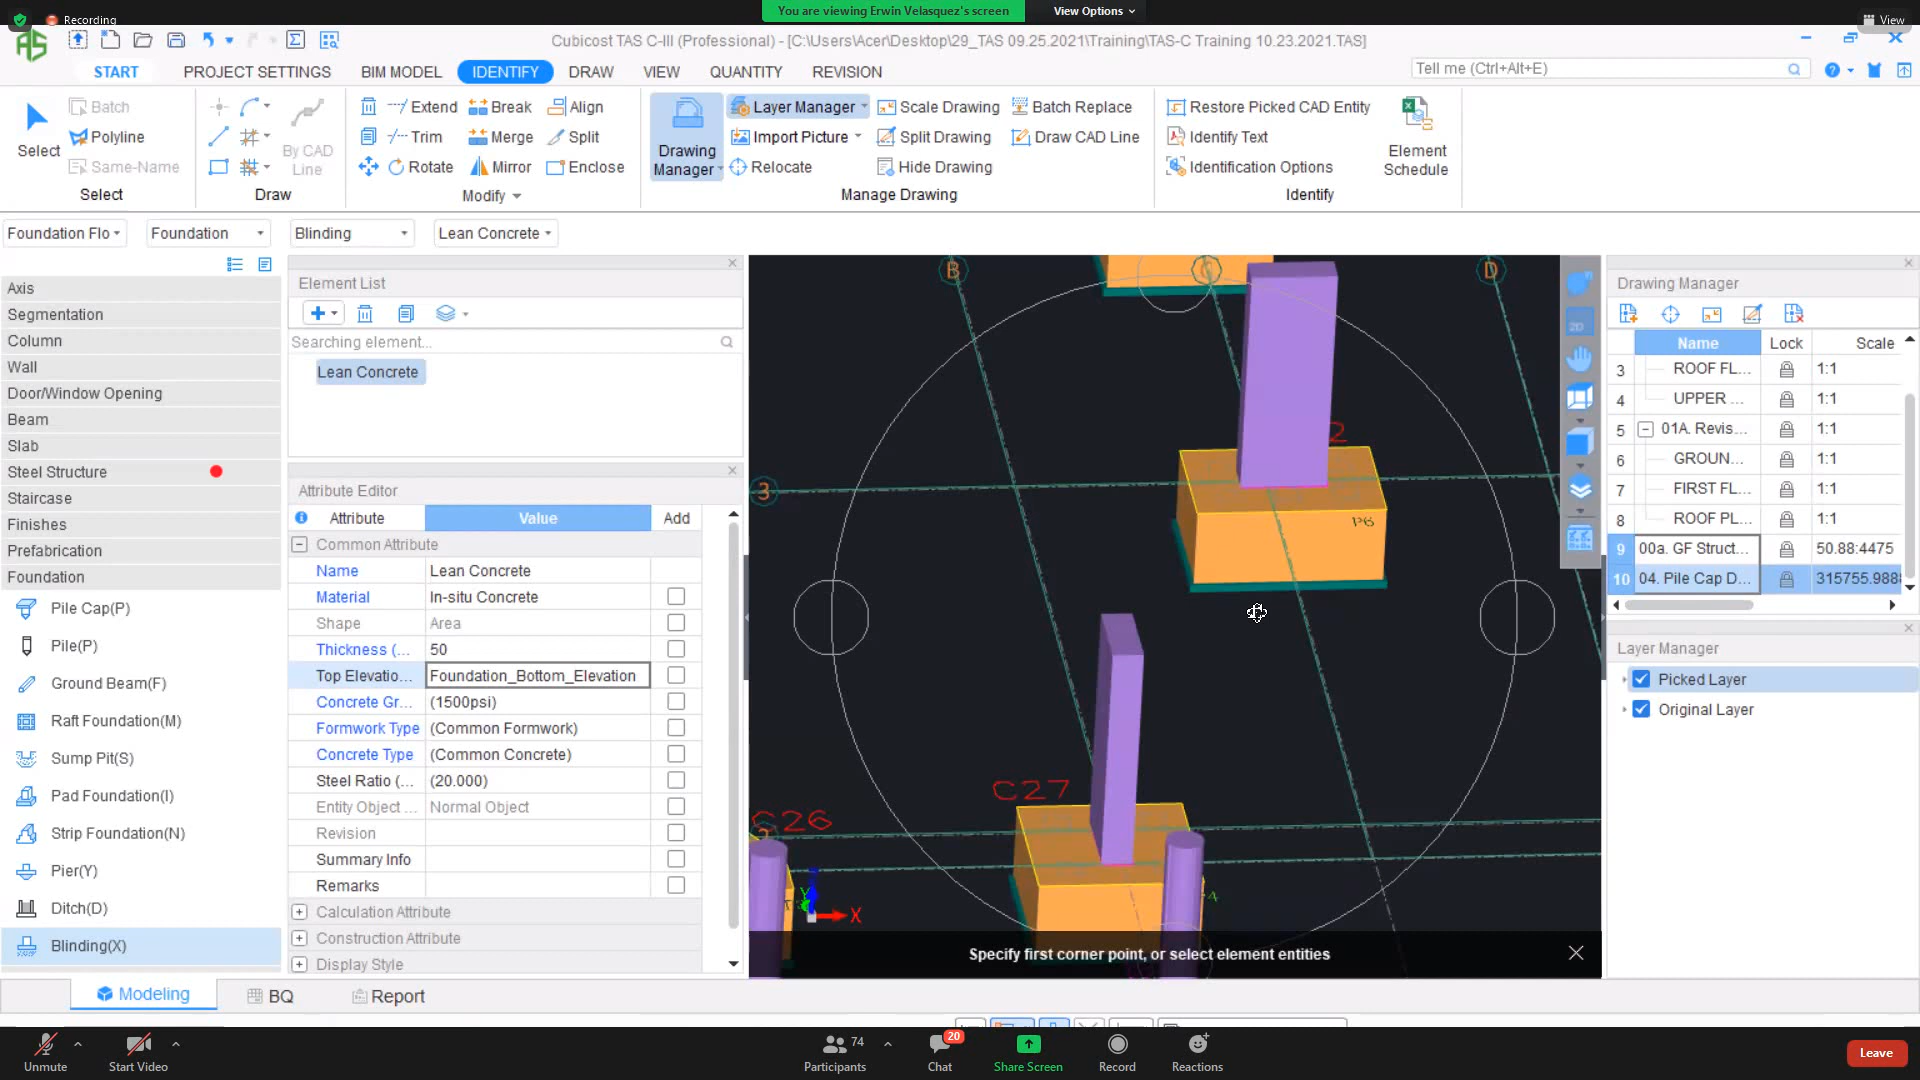 Recording
You are viewing Erwin Velasquez's screen
View Options
View
Cubicost TAS C-III (Professional) - [C:\Users\Acer\Desktop\29_TAS 09.25.2021\Training\TAS-C Training 10.23.2021.TAS]
START PROJECT SETTINGS BIM MODEL IDENTIFY DRAW VIEW QUANTITY REVISION
Tell me (Ctrl+Alt+E)
Select
Batch
Polyline
Same-Name
Select
By CAD Line
Draw
Extend Break Align
Trim Merge Split
Rotate Mirror Enclose
Modify
Drawing Manager
Layer Manager Scale Drawing Batch Replace
Import Picture Split Drawing Draw CAD Line
Relocate Hide Drawing
Manage Drawing
Restore Picked CAD Entity
Identify Text
Identification Options
Element Schedule
Identify
Foundation Flo Foundation Blinding Lean Concrete
Axis
Segmentation
Column
Wall
Door/Window Opening
Beam
Slab
Steel Structure
Staircase
Finishes
Prefabrication
Foundation
Pile Cap(P)
Pile(P)
Ground Beam(F)
Raft Foundation(M)
Sump Pit(S)
Pad Foundation(I)
Strip Foundation(N)
Pier(Y)
Ditch(D)
Blinding(X)
Element List
Searching element...
Lean Concrete
Attribute Editor
Attribute Value Add
Common Attribute
Name Lean Concrete
Material In-situ Concrete
Shape Area
Thickness (... 50
Top Elevatio... Foundation_Bottom_Elevation
Concrete Gr... (1500psi)
Formwork Type (Common Formwork)
Concrete Type (Common Concrete)
Steel Ratio (... (20.000)
Entity Object ... Normal Object
Revision
Summary Info
Remarks
Calculation Attribute
Construction Attribute
Display Style
B
C
D
2
3
P6
C27
C26
Y
X
2D
Specify first corner point, or select element entities
Drawing Manager
Name Lock Scale
3 ROOF FL... 1:1
4 UPPER ... 1:1
5 01A. Revis... 1:1
6 GROUN... 1:1
7 FIRST FL... 1:1
8 ROOF PL... 1:1
9 00a. GF Struct... 50.88:4475
10 04. Pile Cap D...
Layer Manager
Picked Layer
Original Layer
Modeling BQ Report
Unmute
Start Video
74
Participants
20
Chat
Share Screen
Record
Reactions
Leave